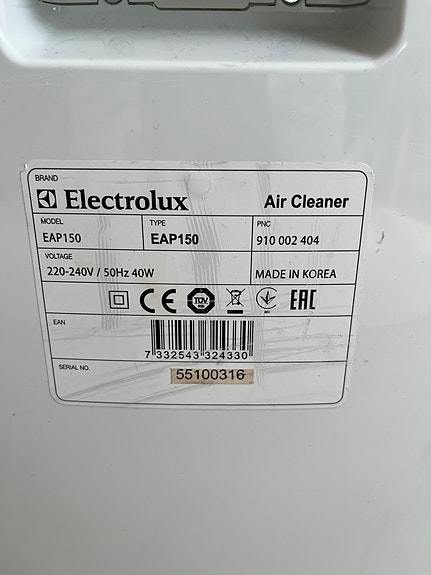 BRAND
Electrolux Air Cleaner
MODEL TYPE PNC
EAP150 EAP150 910 002 404
VOLTAGE
220-240V / 50Hz 40W MADE IN KOREA
CE TÜV EAC
EAN
7 332543 324330
SERIAL NO.
55100316